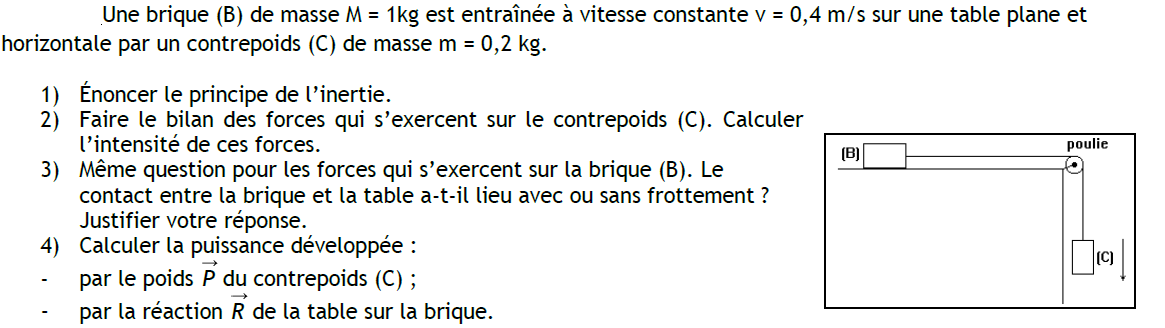 Une brique (B) de masse M = 1kg est entraînée à vitesse constante v = 0,4 m/s sur une table plane et
horizontale par un contrepoids (C) de masse m = 0,2 kg.
1) Énoncer le principe de l’inertie.
2) Faire le bilan des forces qui s’exercent sur le contrepoids (C). Calculer
l’intensité de ces forces.
3) Même question pour les forces qui s’exercent sur la brique (B). Le
contact entre la brique et la table a-t-il lieu avec ou sans frottement ?
Justifier votre réponse.
4) Calculer la puissance développée :
- par le poids P⃗ du contrepoids (C) ;
- par la réaction R⃗ de la table sur la brique.
(B)
poulie
(C)